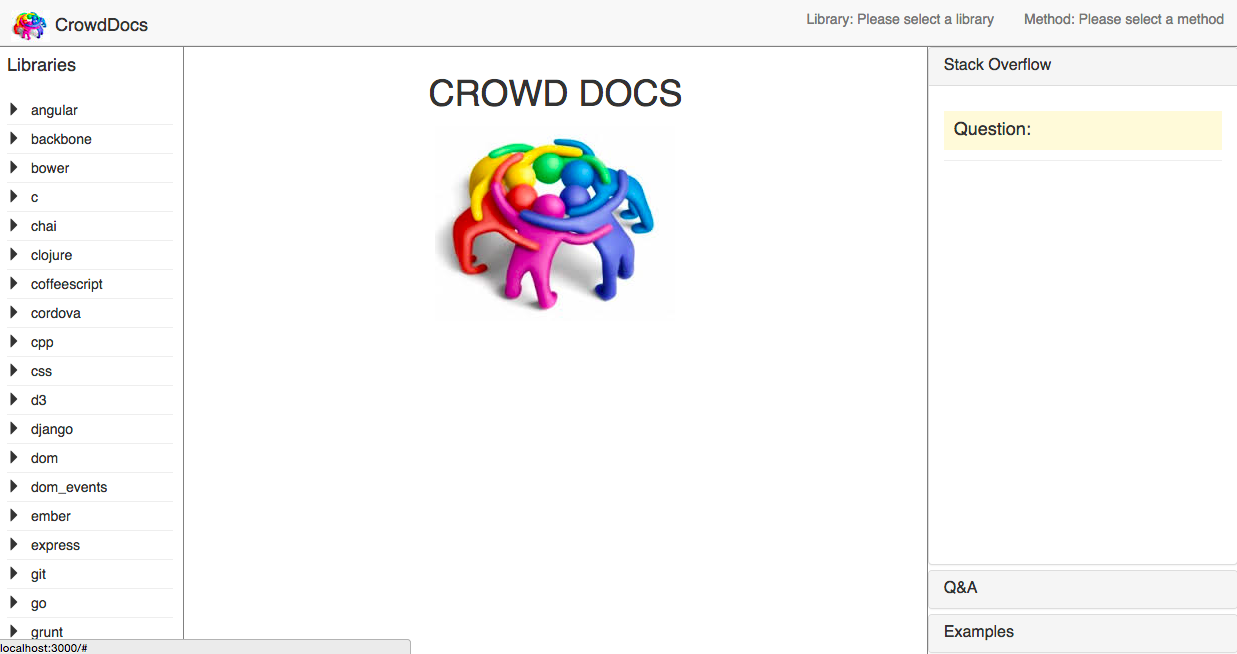 CrowdDocs
Library: Please select a library
Method: Please select a method
Libraries
angular
backbone
bower
c
chai
clojure
coffeescript
cordova
cpp
css
d3
django
dom
dom_events
ember
express
git
go
grunt
localhost:3000/#
CROWD DOCS
Stack Overflow
Question:
Q&A
Examples